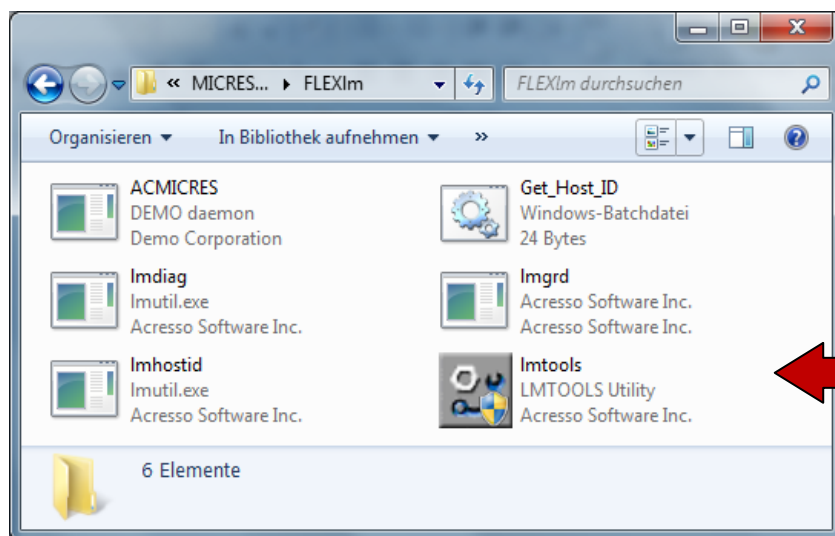 « MICRES... FLEXlm
FLEXlm durchsuchen
Organisieren In Bibliothek aufnehmen »
ACMICRES
DEMO daemon
Demo Corporation
Get_Host_ID
Windows-Batchdatei
24 Bytes
lmdiag
lmutil.exe
Acresso Software Inc.
lmgrd
Acresso Software Inc.
Acresso Software Inc.
lmhostid
lmutil.exe
Acresso Software Inc.
lmtools
LMTOOLS Utility
Acresso Software Inc.
6 Elemente